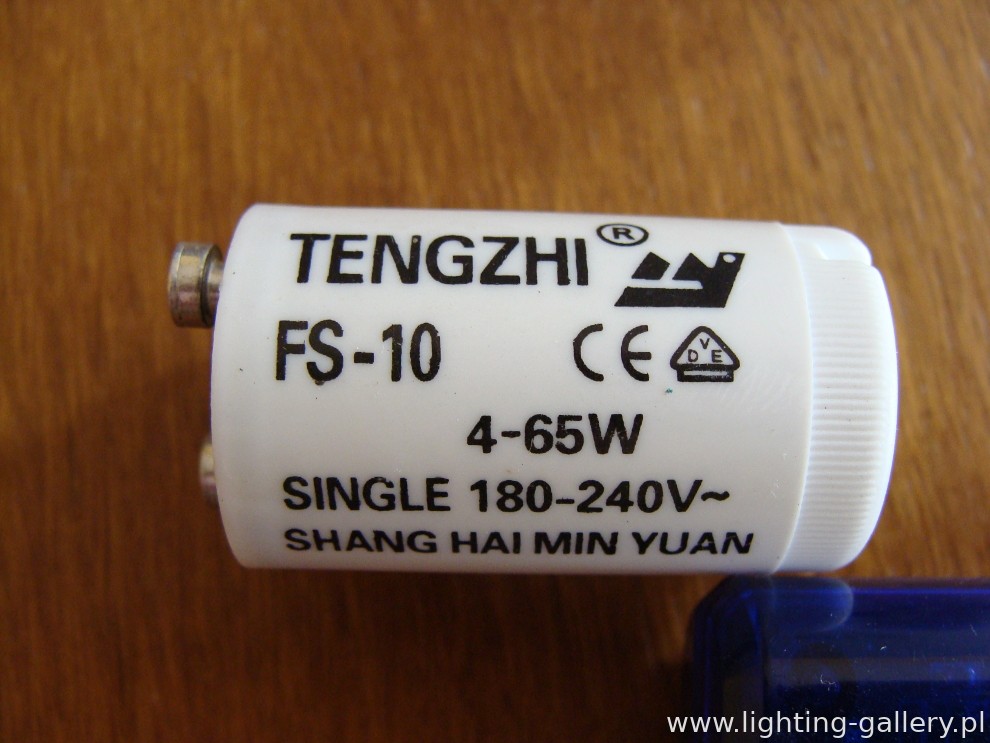 TENGZHI®
FS-10 CE VDE
4-65W
SINGLE 180-240V~
SHANG HAI MIN YUAN
www.lighting-gallery.pl